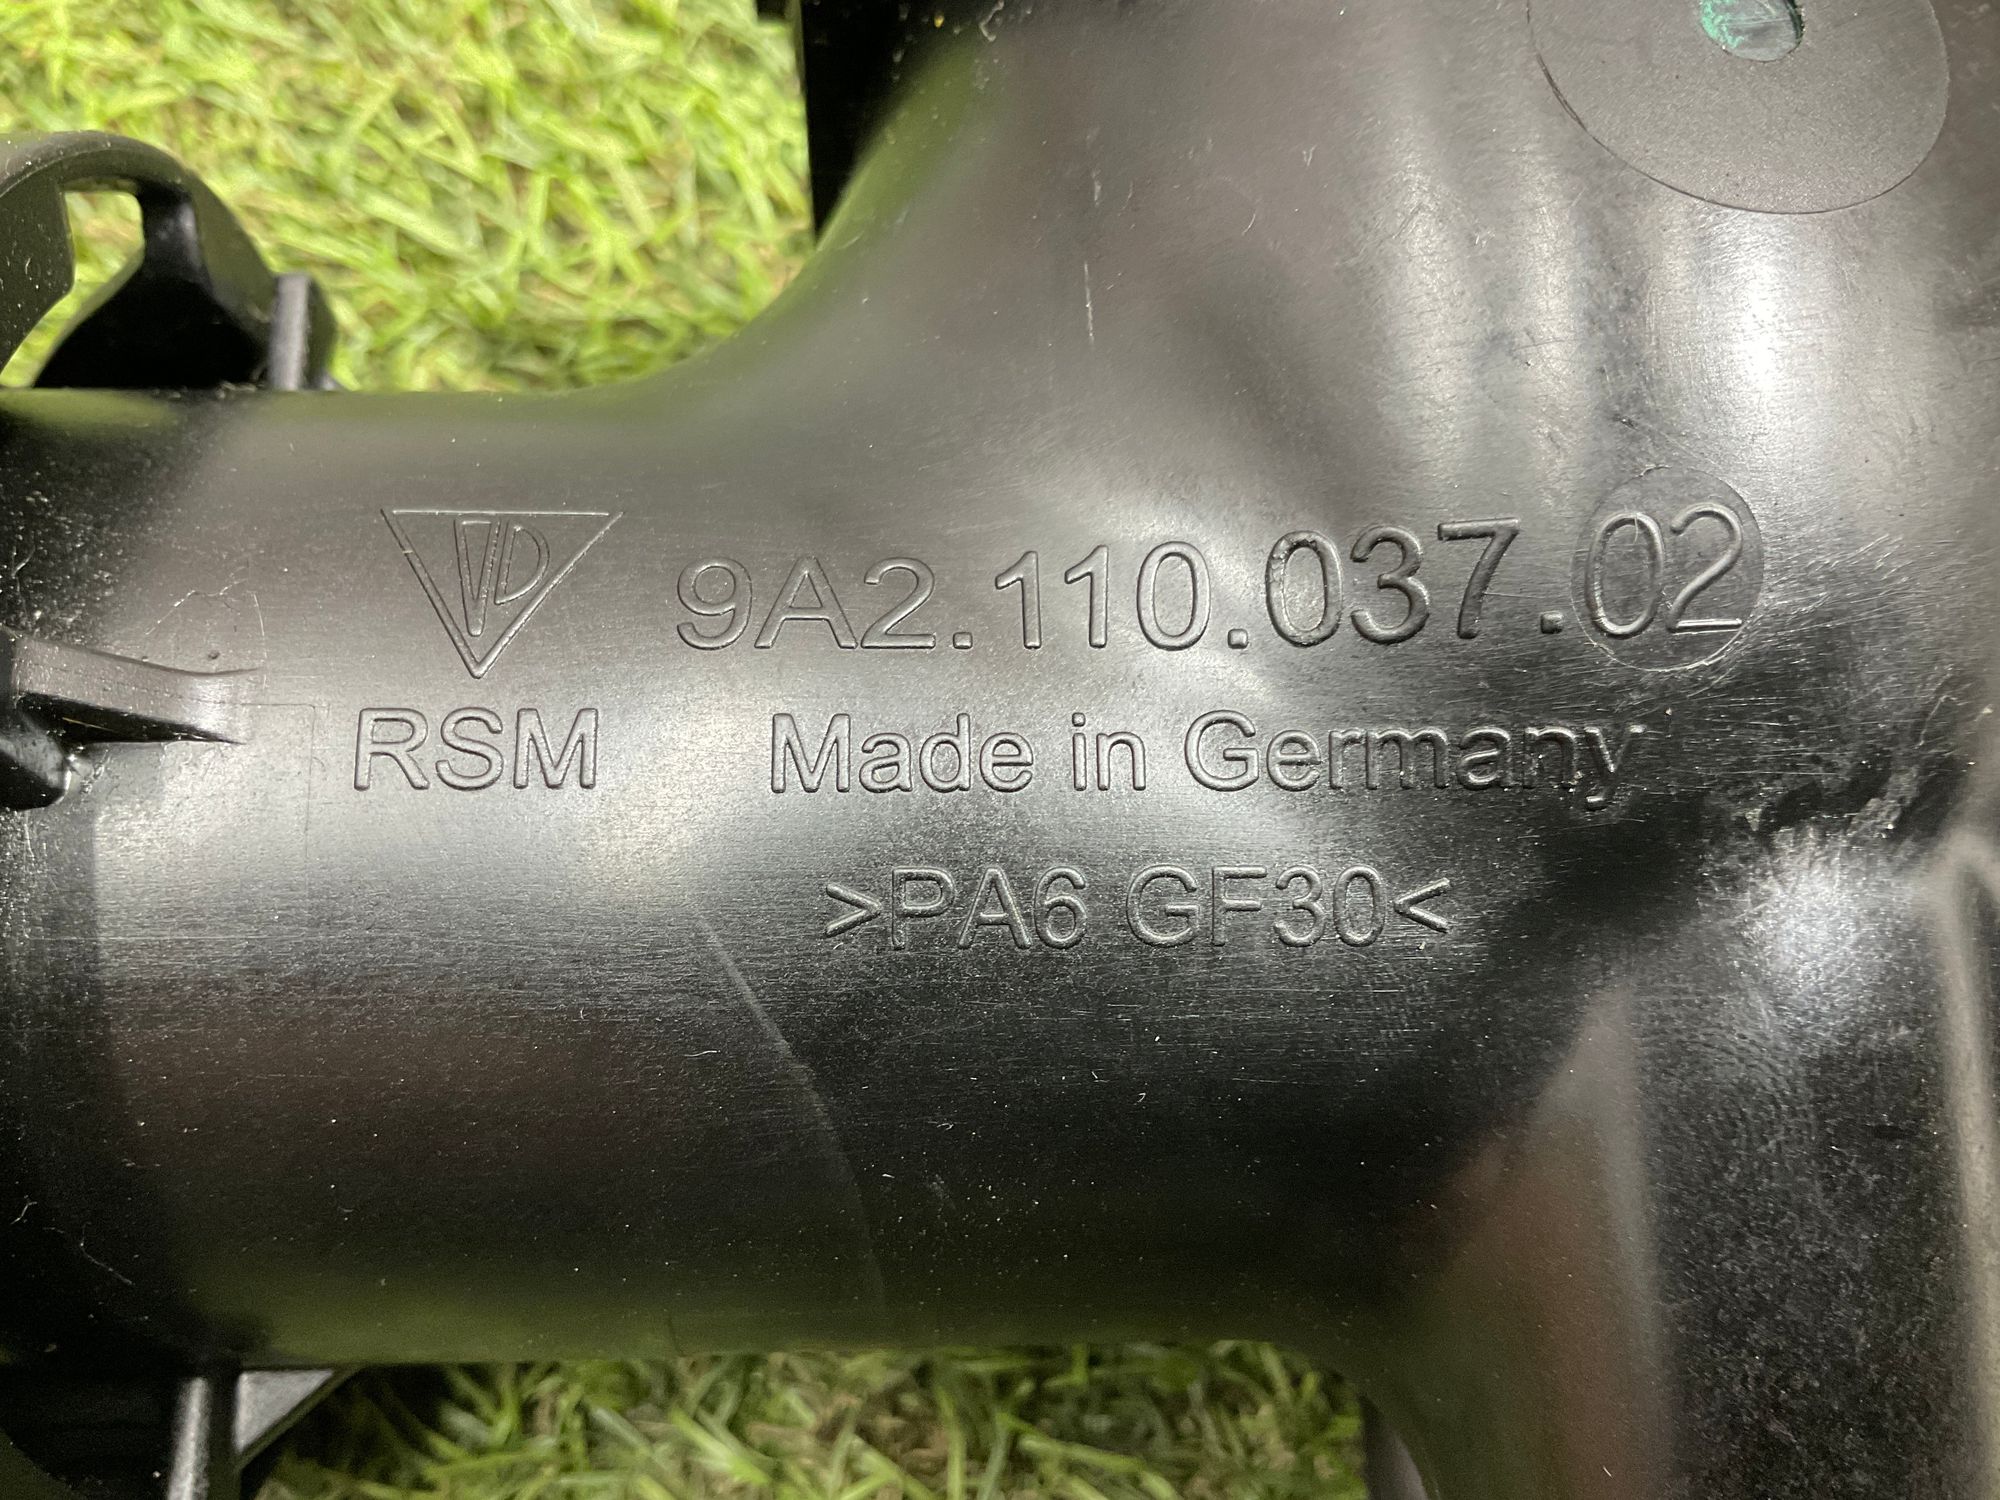 9A2.110.037.02
RSM Made in Germany
>PA6 GF30<